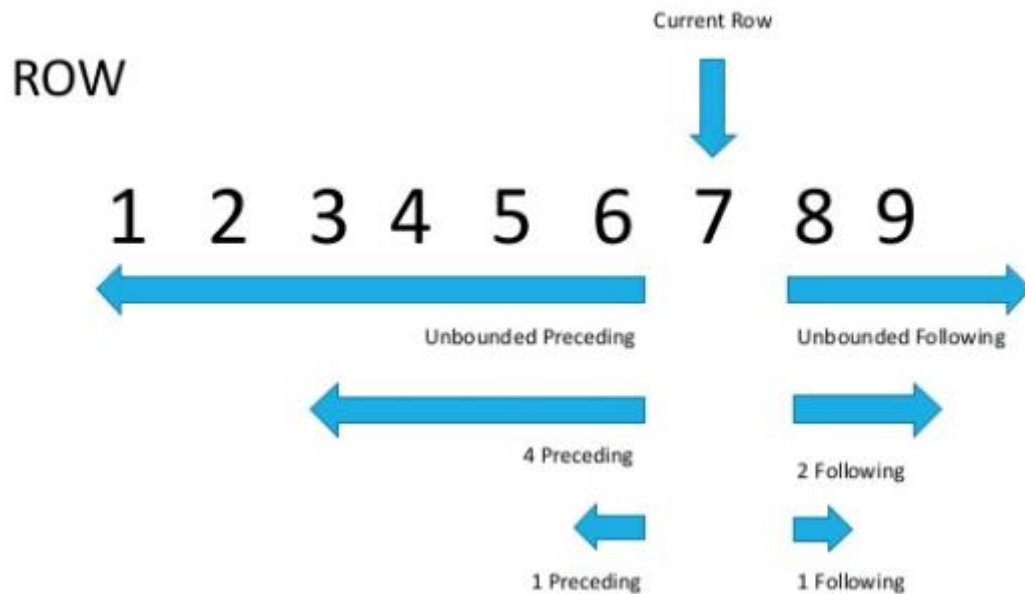 Current Row
ROW
1 2 3 4 5 6 7 8 9
Unbounded Preceding
Unbounded Following
4 Preceding
2 Following
1 Preceding
1 Following